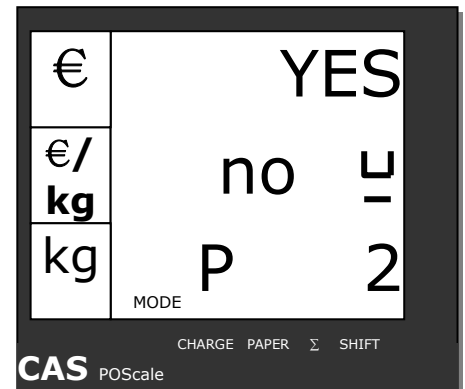 € YES
€/
kg
no
kg P 2
MODE
CHARGE PAPER Σ SHIFT
CAS POScale